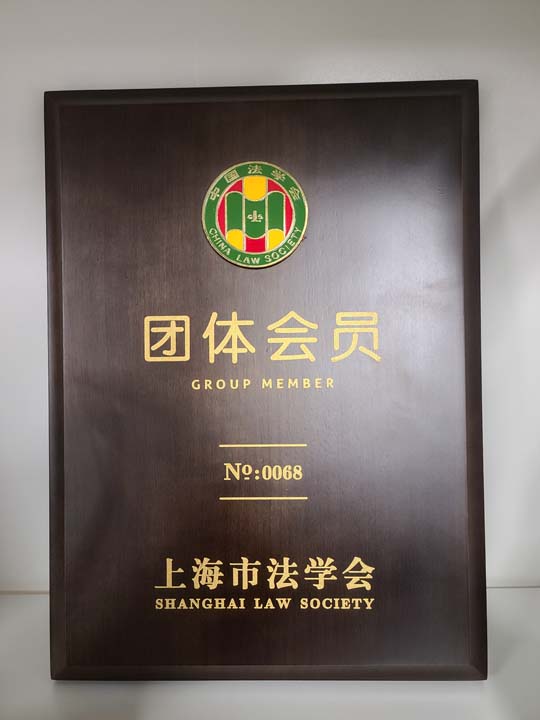 中国法学会
CHINA LAW SOCIETY
团体会员
GROUP MEMBER
Nº:0068
上海市法学会
SHANGHAI LAW SOCIETY